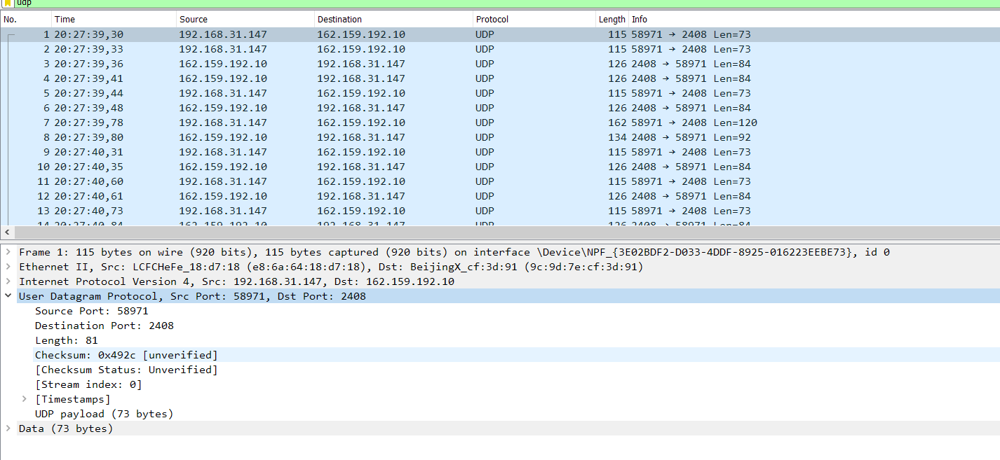 udp
No. Time Source Destination Protocol Length Info
1 20:27:39,30 192.168.31.147 162.159.192.10 UDP 115 58971 → 2408 Len=73
2 20:27:39,33 192.168.31.147 162.159.192.10 UDP 115 58971 → 2408 Len=73
3 20:27:39,36 162.159.192.10 192.168.31.147 UDP 126 2408 → 58971 Len=84
4 20:27:39,41 162.159.192.10 192.168.31.147 UDP 126 2408 → 58971 Len=84
5 20:27:39,44 192.168.31.147 162.159.192.10 UDP 115 58971 → 2408 Len=73
6 20:27:39,48 162.159.192.10 192.168.31.147 UDP 126 2408 → 58971 Len=84
7 20:27:39,78 192.168.31.147 162.159.192.10 UDP 162 58971 → 2408 Len=120
8 20:27:39,80 162.159.192.10 192.168.31.147 UDP 134 2408 → 58971 Len=92
9 20:27:40,31 192.168.31.147 162.159.192.10 UDP 115 58971 → 2408 Len=73
10 20:27:40,35 162.159.192.10 192.168.31.147 UDP 126 2408 → 58971 Len=84
11 20:27:40,60 192.168.31.147 162.159.192.10 UDP 115 58971 → 2408 Len=73
12 20:27:40,61 162.159.192.10 192.168.31.147 UDP 126 2408 → 58971 Len=84
13 20:27:40,73 192.168.31.147 162.159.192.10 UDP 115 58971 → 2408 Len=73
14 20:27:40,84 162.159.192.10 192.168.31.147 UDP 126 2408 → 58971 Len=84
Frame 1: 115 bytes on wire (920 bits), 115 bytes captured (920 bits) on interface \Device\NPF_{3E02BDF2-D033-4DDF-8925-016223EEBE73}, id 0
Ethernet II, Src: LCFCHeFe_18:d7:18 (e8:6a:64:18:d7:18), Dst: BeijingX_cf:3d:91 (9c:9d:7e:cf:3d:91)
Internet Protocol Version 4, Src: 192.168.31.147, Dst: 162.159.192.10
User Datagram Protocol, Src Port: 58971, Dst Port: 2408
Source Port: 58971
Destination Port: 2408
Length: 81
Checksum: 0x492c [unverified]
[Checksum Status: Unverified]
[Stream index: 0]
[Timestamps]
UDP payload (73 bytes)
Data (73 bytes)